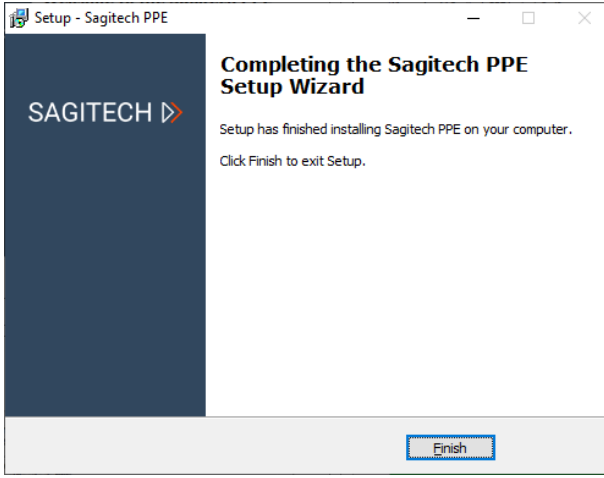 Setup - Sagitech PPE
SAGITECH
Completing the Sagitech PPE
Setup Wizard
Setup has finished installing Sagitech PPE on your computer.
Click Finish to exit Setup.
Finish